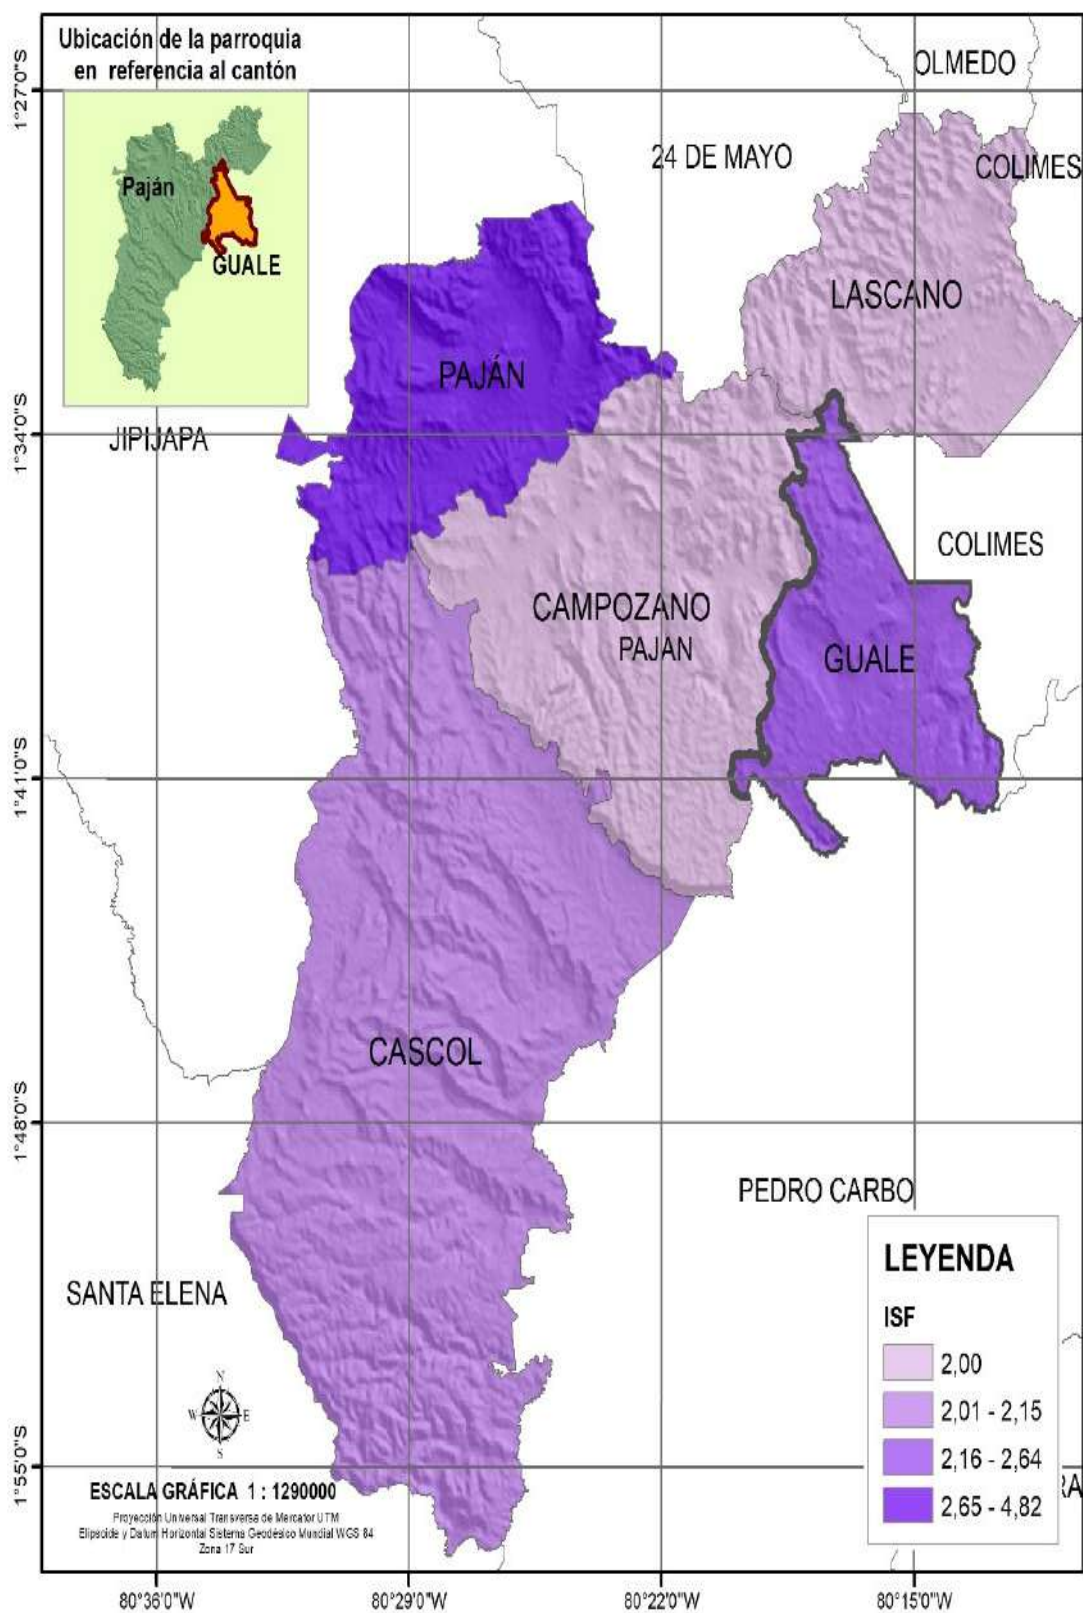 Ubicación de la parroquia
en referencia al cantón
Paján
GUALE
OLMEDO
24 DE MAYO
COLIMES
LASCANO
PAJÁN
JIPIJAPA
COLIMES
CAMPOZANO
PAJAN
GUALE
CASCOL
PEDRO CARBO
SANTA ELENA
LEYENDA
ISF
2,00
2,01 - 2,15
2,16 - 2,64
2,65 - 4,82
RA
N
W E
S
ESCALA GRÁFICA 1 : 1290000
Proyección Universal Transversa de Mercator UTM
Elipsoide y Datum Horizontal Sistema Geodésico Mundial WGS 84
Zona 17 Sur
1°27'0"S
1°34'0"S
1°41'0"S
1°48'0"S
1°55'0"S
80°36'0"W 80°29'0"W 80°22'0"W 80°15'0"W